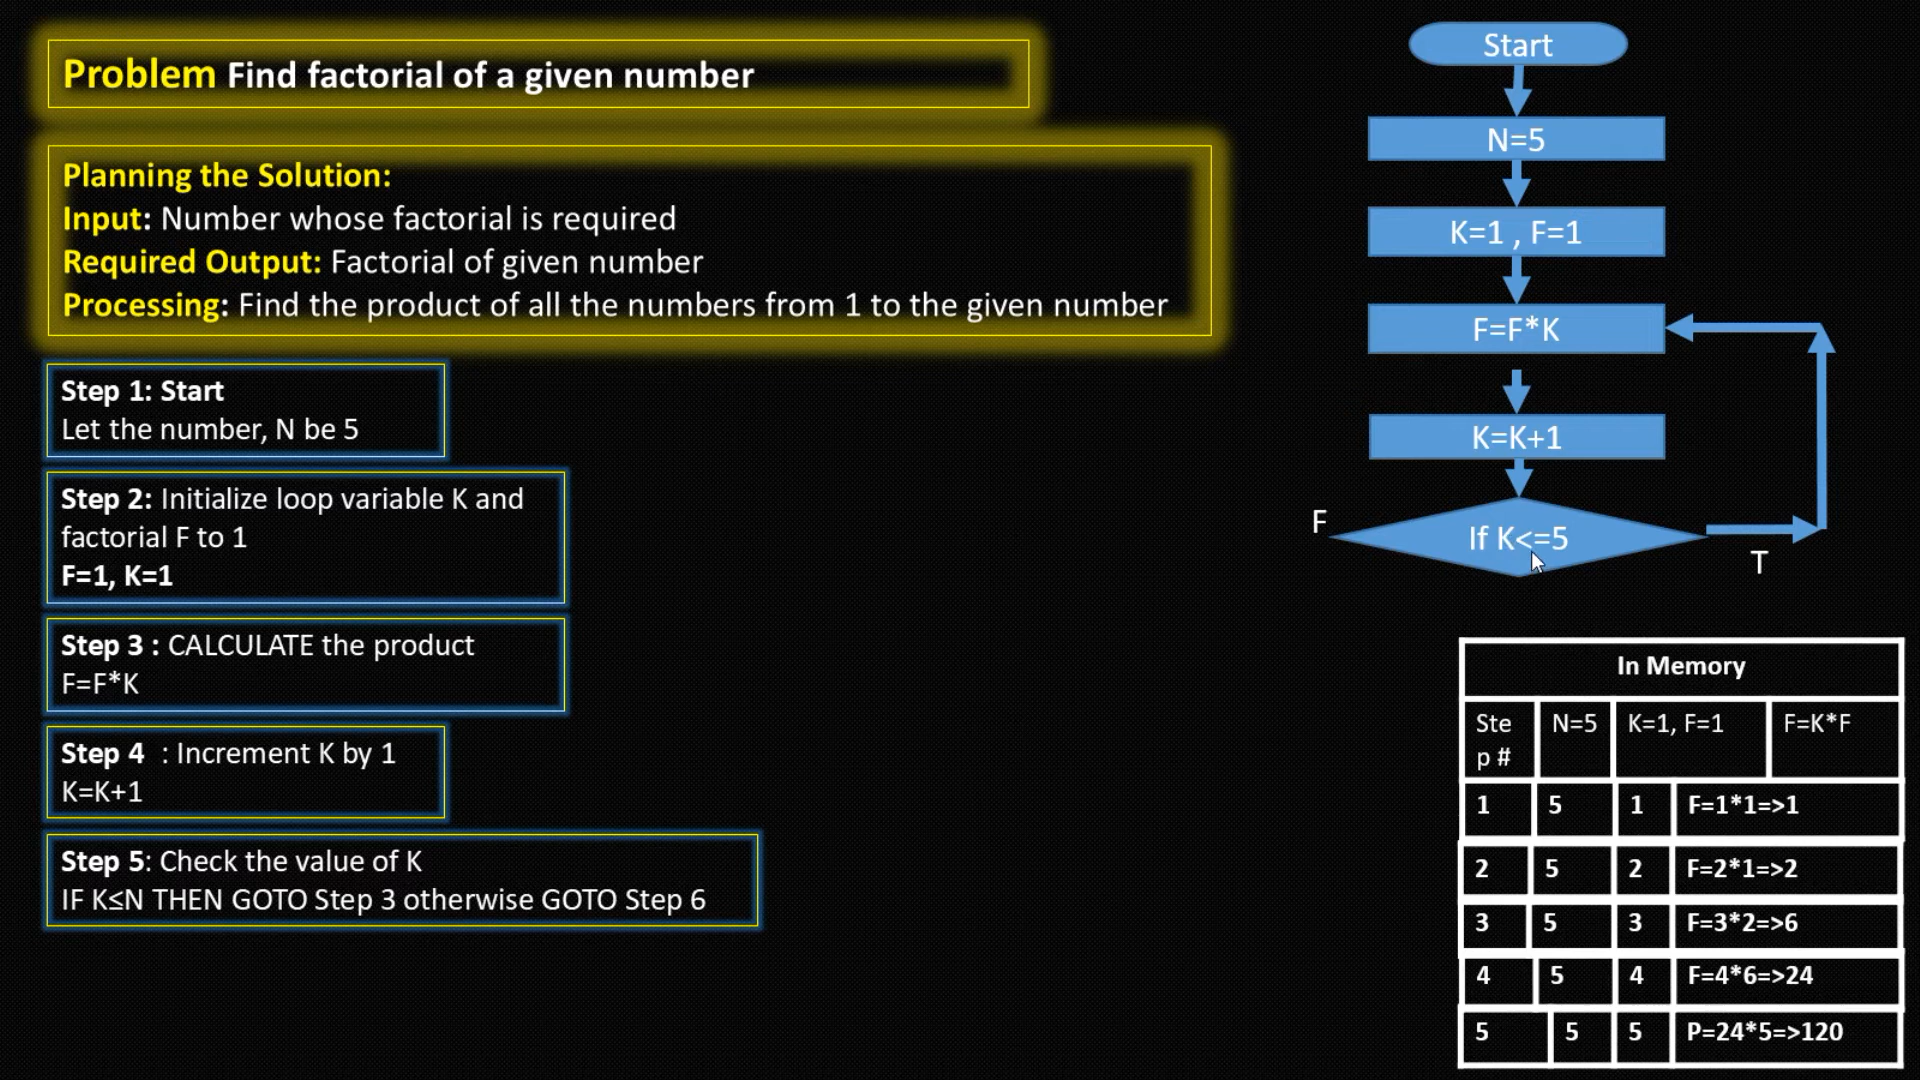 Problem Find factorial of a given number
Planning the Solution:
Input: Number whose factorial is required
Required Output: Factorial of given number
Processing: Find the product of all the numbers from 1 to the given number
Step 1: Start
Let the number, N be 5
Step 2: Initialize loop variable K and
factorial F to 1
F=1, K=1
Step 3 : CALCULATE the product
F=F*K
Step 4 : Increment K by 1
K=K+1
Step 5: Check the value of K
IF K≤N THEN GOTO Step 3 otherwise GOTO Step 6
Start
N=5
K=1 , F=1
F=F*K
K=K+1
F
If K<=5
T
In Memory
Ste
p #
N=5
K=1, F=1
F=K*F
1 5 1 F=1*1=>1
2 5 2 F=2*1=>2
3 5 3 F=3*2=>6
4 5 4 F=4*6=>24
5 5 5 P=24*5=>120